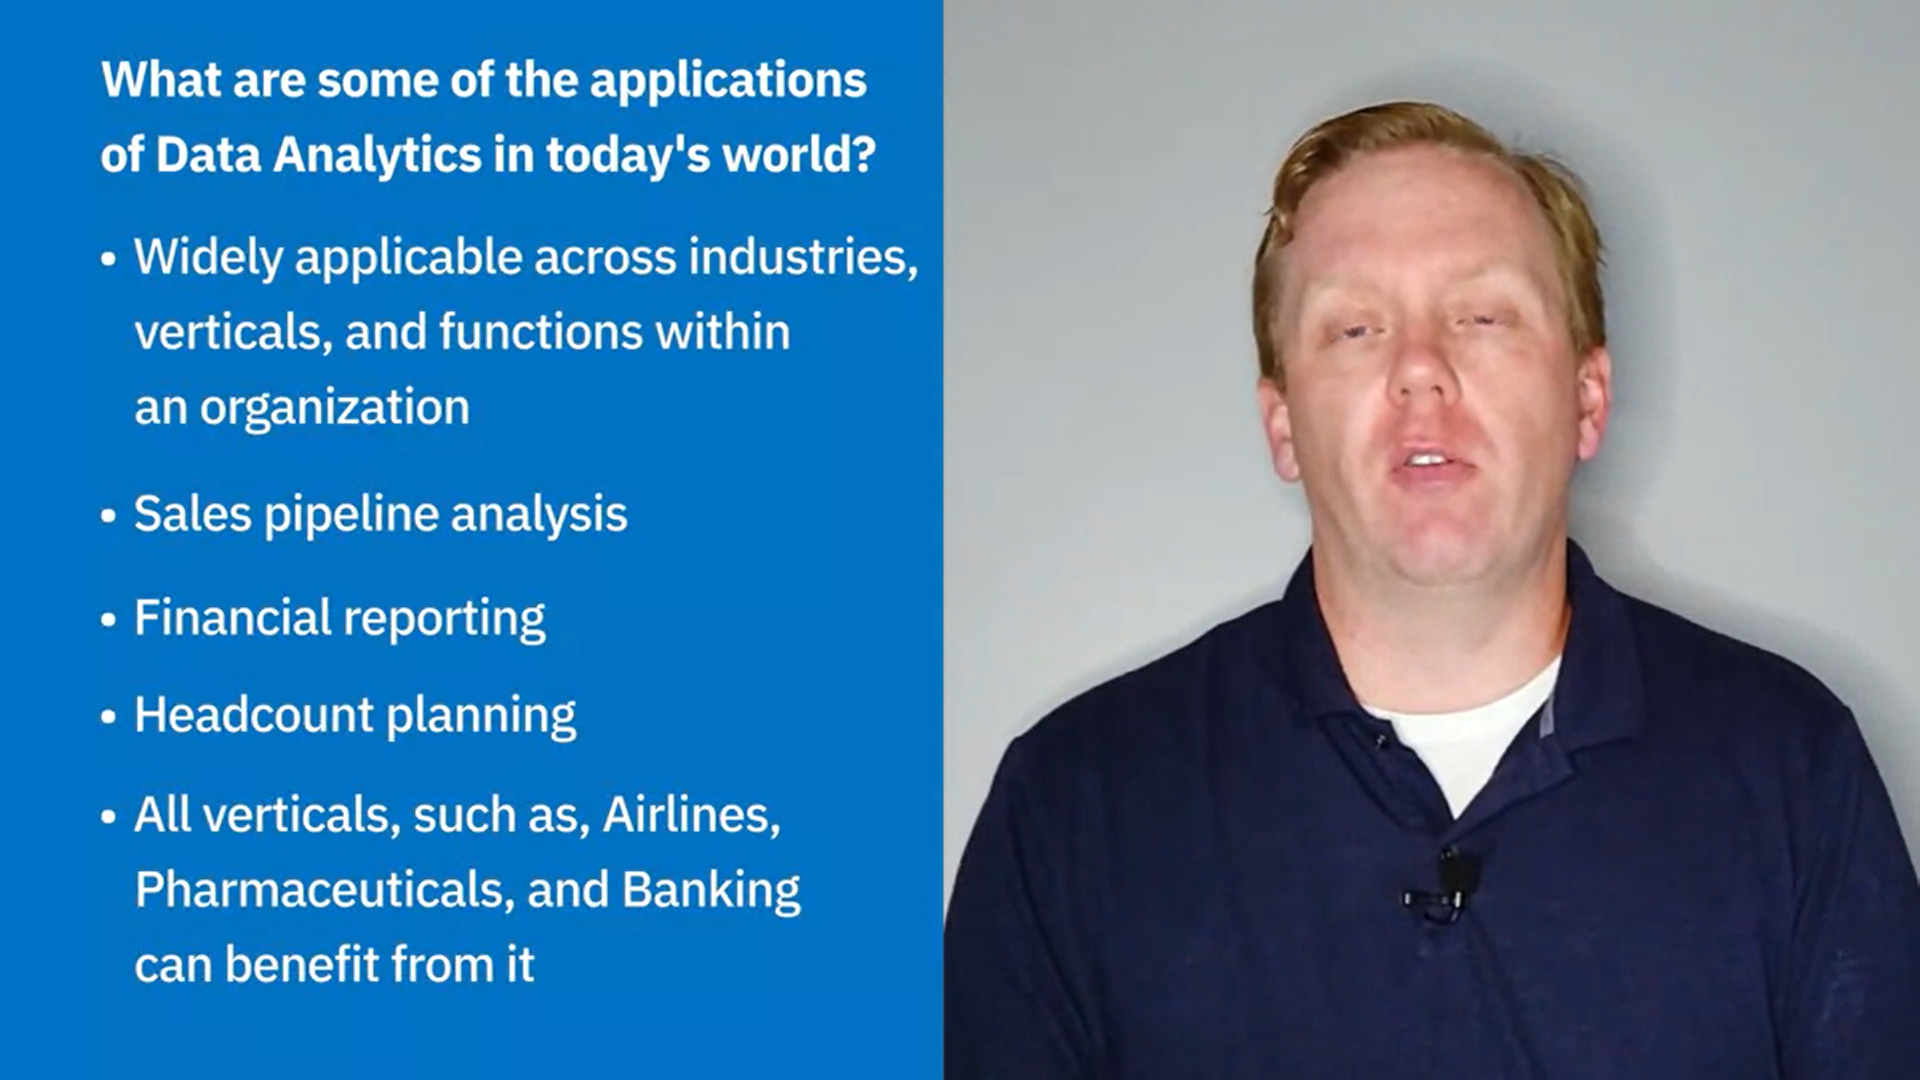 What are some of the applications
of Data Analytics in today's world?
• Widely applicable across industries,
verticals, and functions within
an organization
• Sales pipeline analysis
• Financial reporting
• Headcount planning
• All verticals, such as, Airlines,
Pharmaceuticals, and Banking
can benefit from it